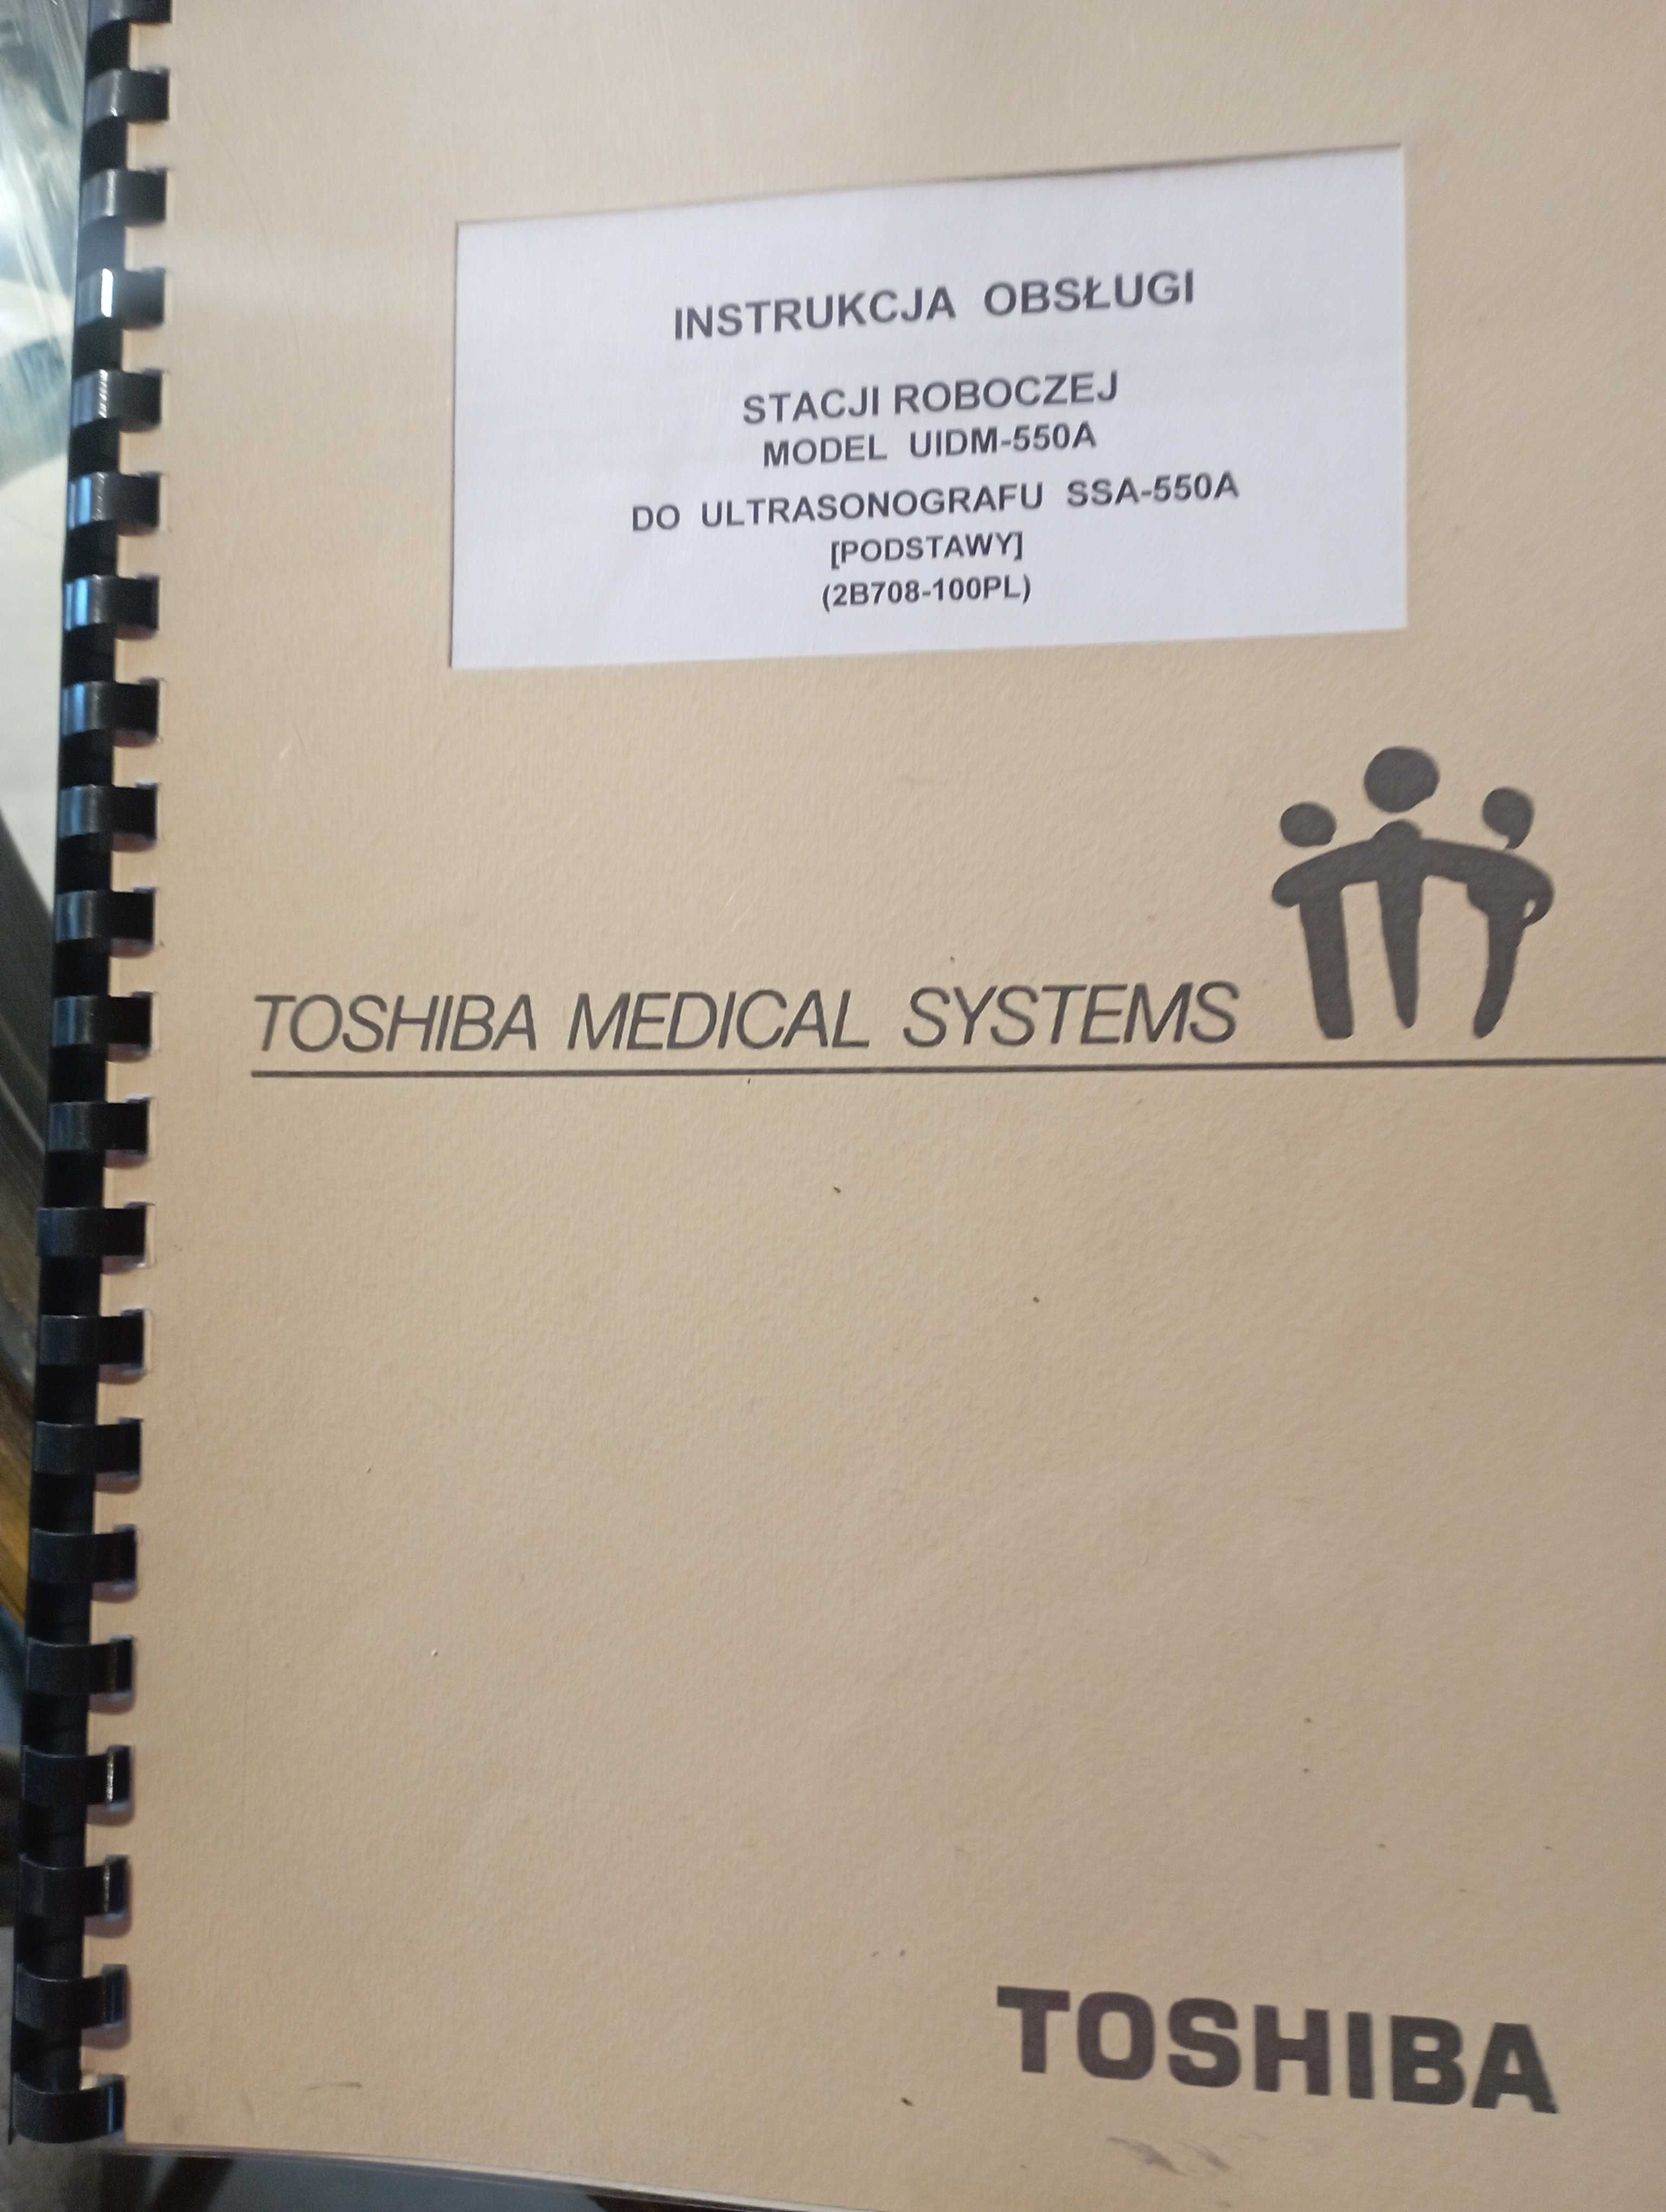 INSTRUKCJA OBSŁUGI
STACJI ROBOCZEJ
MODEL UIDM-550A
DO ULTRASONOGRAFU SSA-550A
[PODSTAWY]
(2B708-100PL)
TOSHIBA MEDICAL SYSTEMS
TOSHIBA